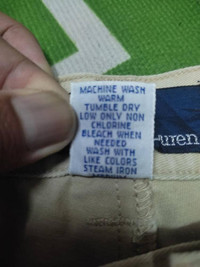 MACHINE WASH
WARM
TUMBLE DRY
LOW ONLY NON
CHLORINE
BLEACH WHEN
NEEDED
WASH WITH
LIKE COLORS
STEAM IRON
uren